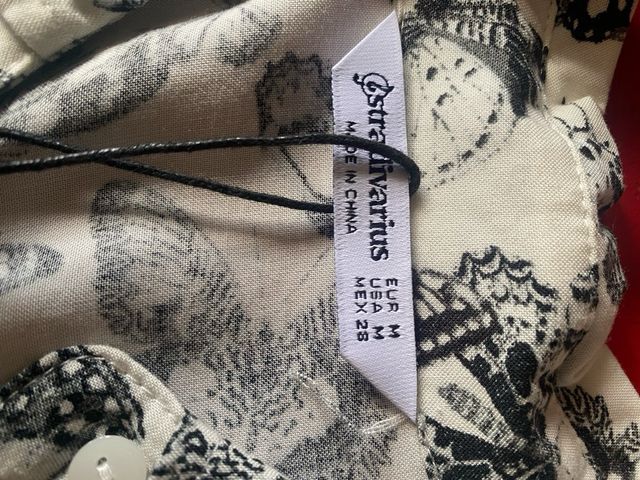 stradivarius
MADE IN CHINA
EUR M
USA M
MEX 28